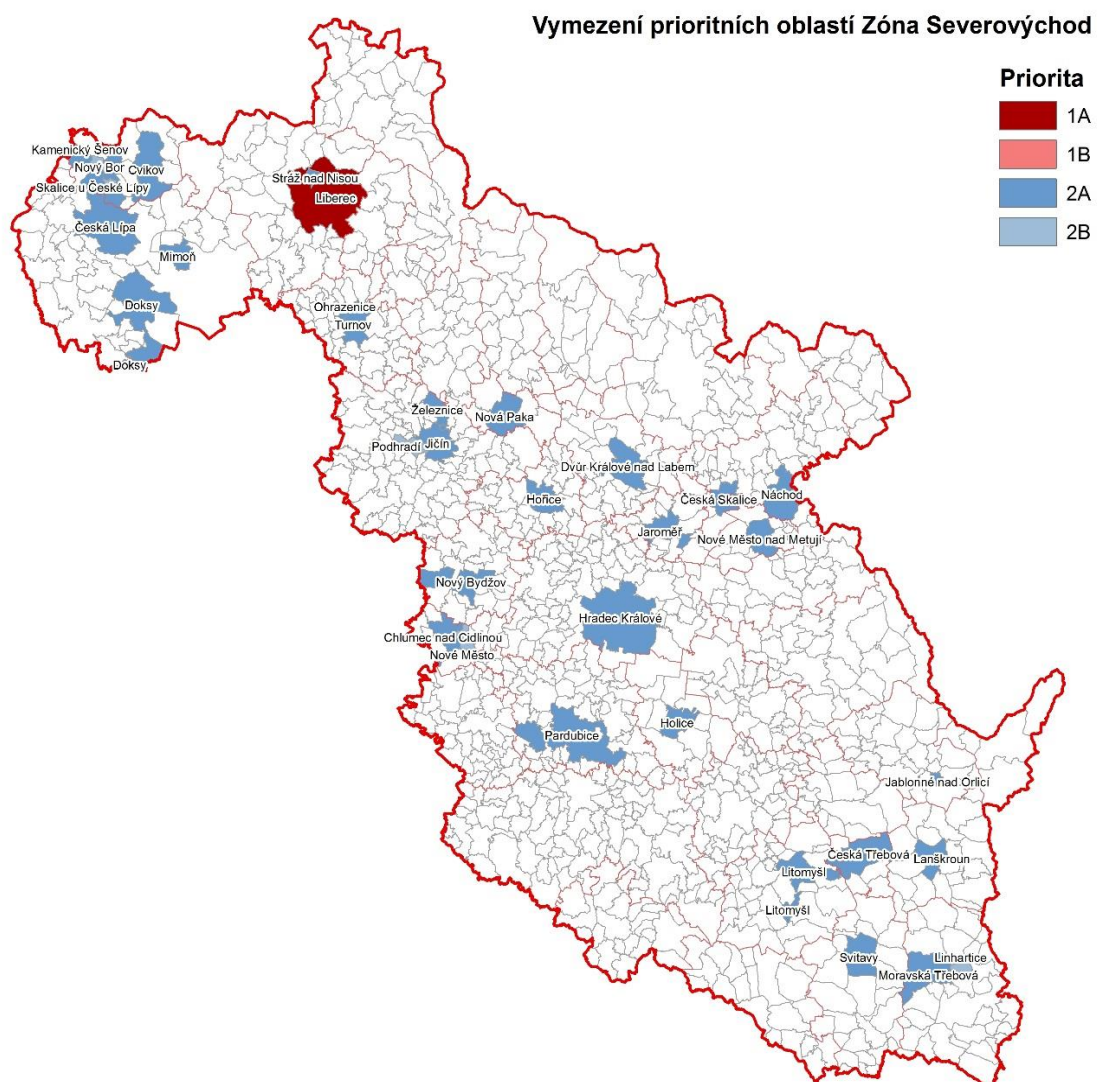 Vymezení prioritních oblastí Zóna Severovýchod
Priorita
1A
1B
2A
2B
Kamenický Šenov
Nový Bor
Cvikov
Skalice u České Lípy
Česká Lípa
Mimoň
Doksy
Doksy
Stráž nad Nisou
Liberec
Ohrazenice
Turnov
Železnice
Nová Paka
Podhradí
Jičín
Dvůr Králové nad Labem
Hořice
Česká Skalice
Náchod
Jaroměř
Nové Město nad Metují
Nový Bydžov
Hradec Králové
Chlumec nad Cidlinou
Nové Město
Holice
Pardubice
Jablonné nad Orlicí
Česká Třebová
Lanškroun
Litomyšl
Litomyšl
Svitavy
Linhartice
Moravská Třebová